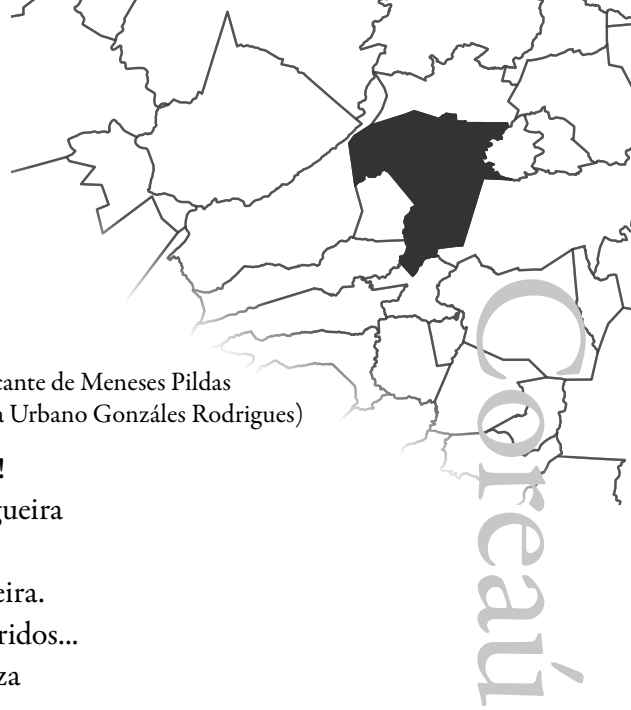 cante de Meneses Pildas
a Urbano Gonzáles Rodrigues)
!
gueira
eira.
ridos...
za
Coreaú